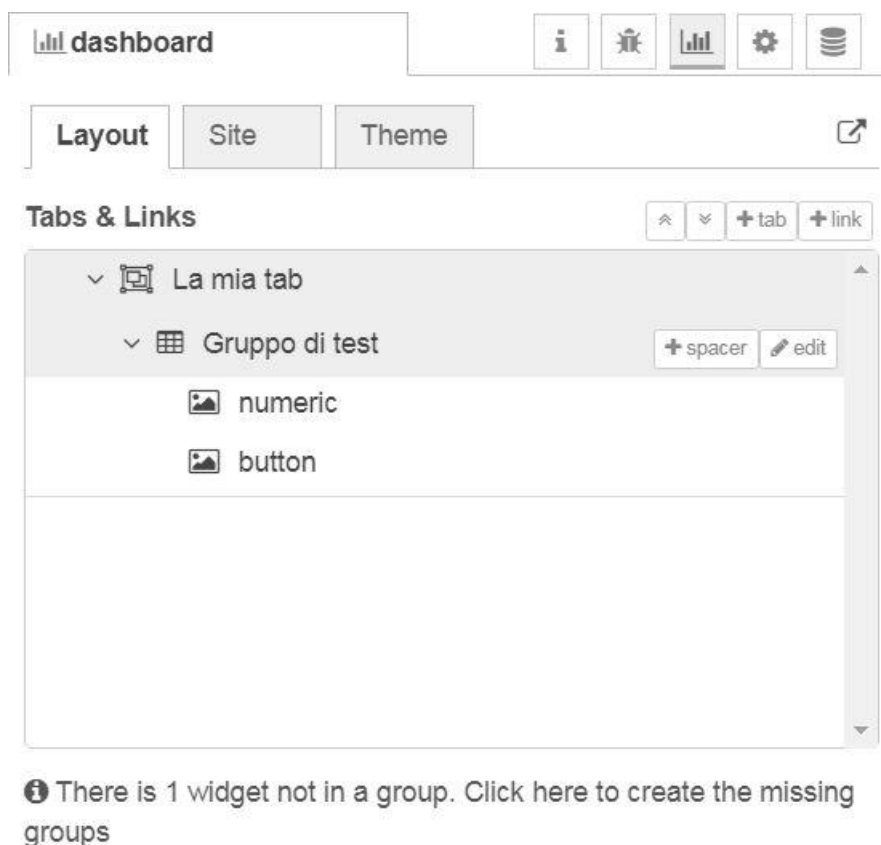 dashboard
Layout Site Theme
Tabs & Links +tab +link
La mia tab
Gruppo di test +spacer edit
numeric
button
There is 1 widget not in a group. Click here to create the missing
groups